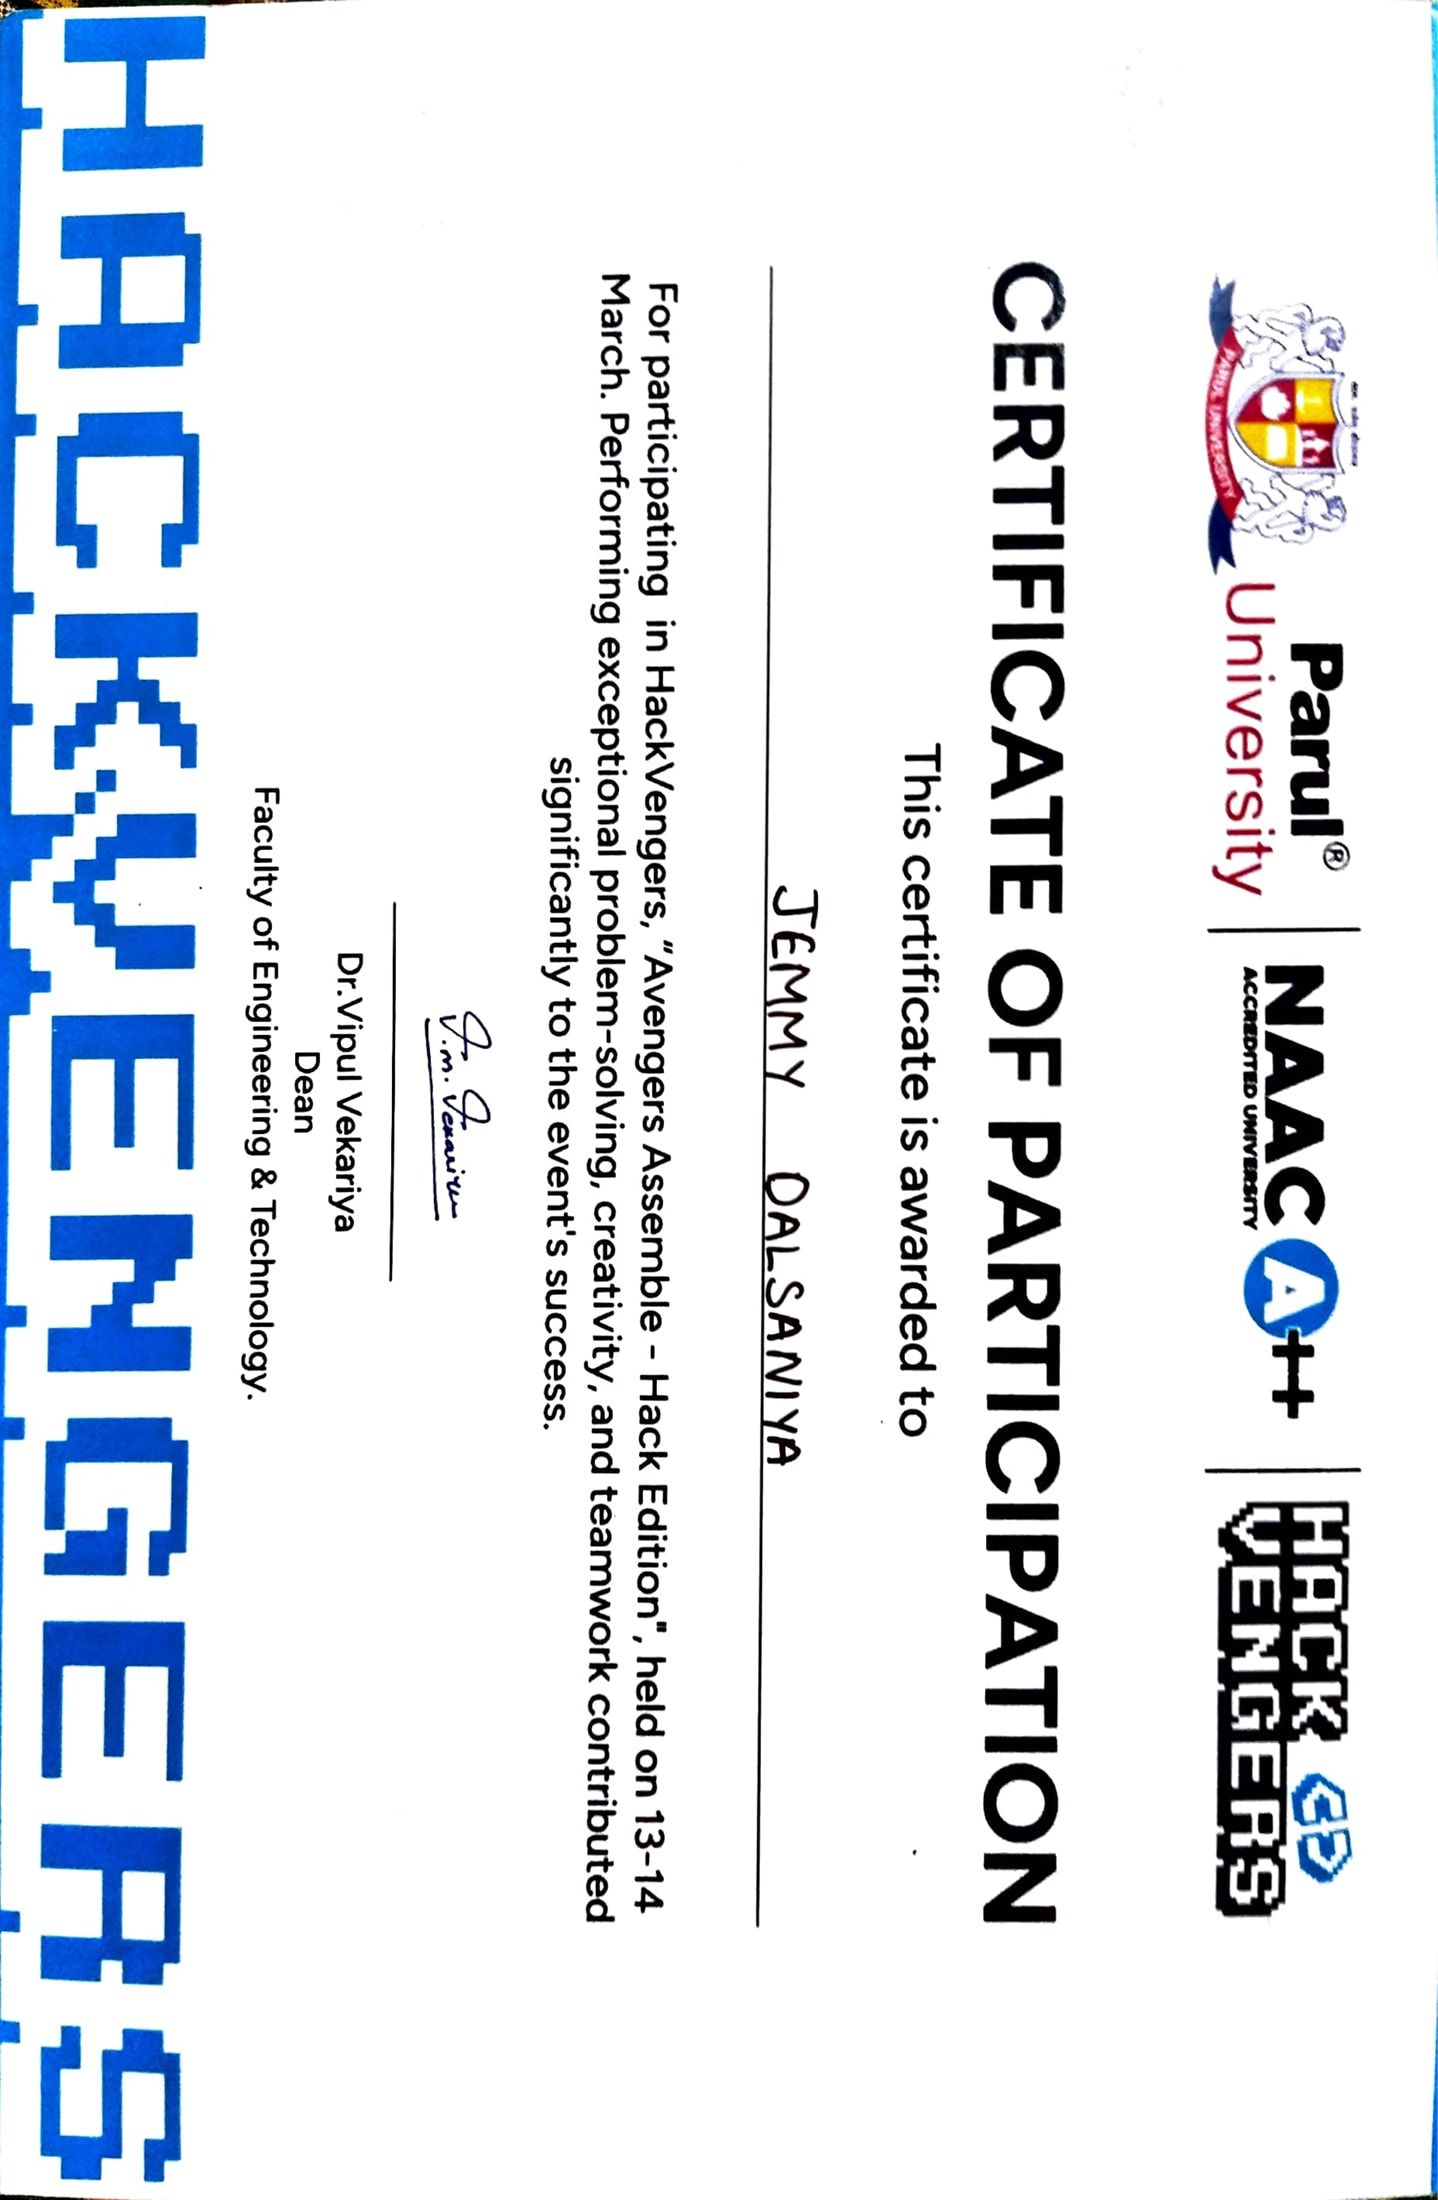 PARUL UNIVERSITY
Parul®
University
NAAC A++
ACCREDITED UNIVERSITY
HACK
VENGERS
CERTIFICATE OF PARTICIPATION
This certificate is awarded to
JEMMY DALSANIYA
For participating in HackVengers, "Avengers Assemble - Hack Edition", held on 13-14
March. Performing exceptional problem-solving, creativity, and teamwork contributed
significantly to the event's success.
Dr.Vipul Vekariya
Dean
Faculty of Engineering & Technology.
HACKVENGERS